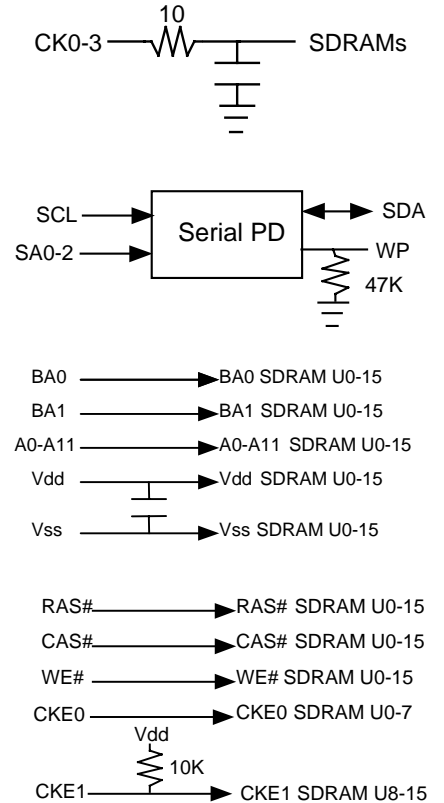 10
CK0-3 SDRAMs
SCL Serial PD SDA
SA0-2 WP
47K
BA0 BA0 SDRAM U0-15
BA1 BA1 SDRAM U0-15
A0-A11 A0-A11 SDRAM U0-15
Vdd Vdd SDRAM U0-15
Vss Vss SDRAM U0-15
RAS# RAS# SDRAM U0-15
CAS# CAS# SDRAM U0-15
WE# WE# SDRAM U0-15
CKE0 CKE0 SDRAM U0-7
Vdd
10K
CKE1 CKE1 SDRAM U8-15